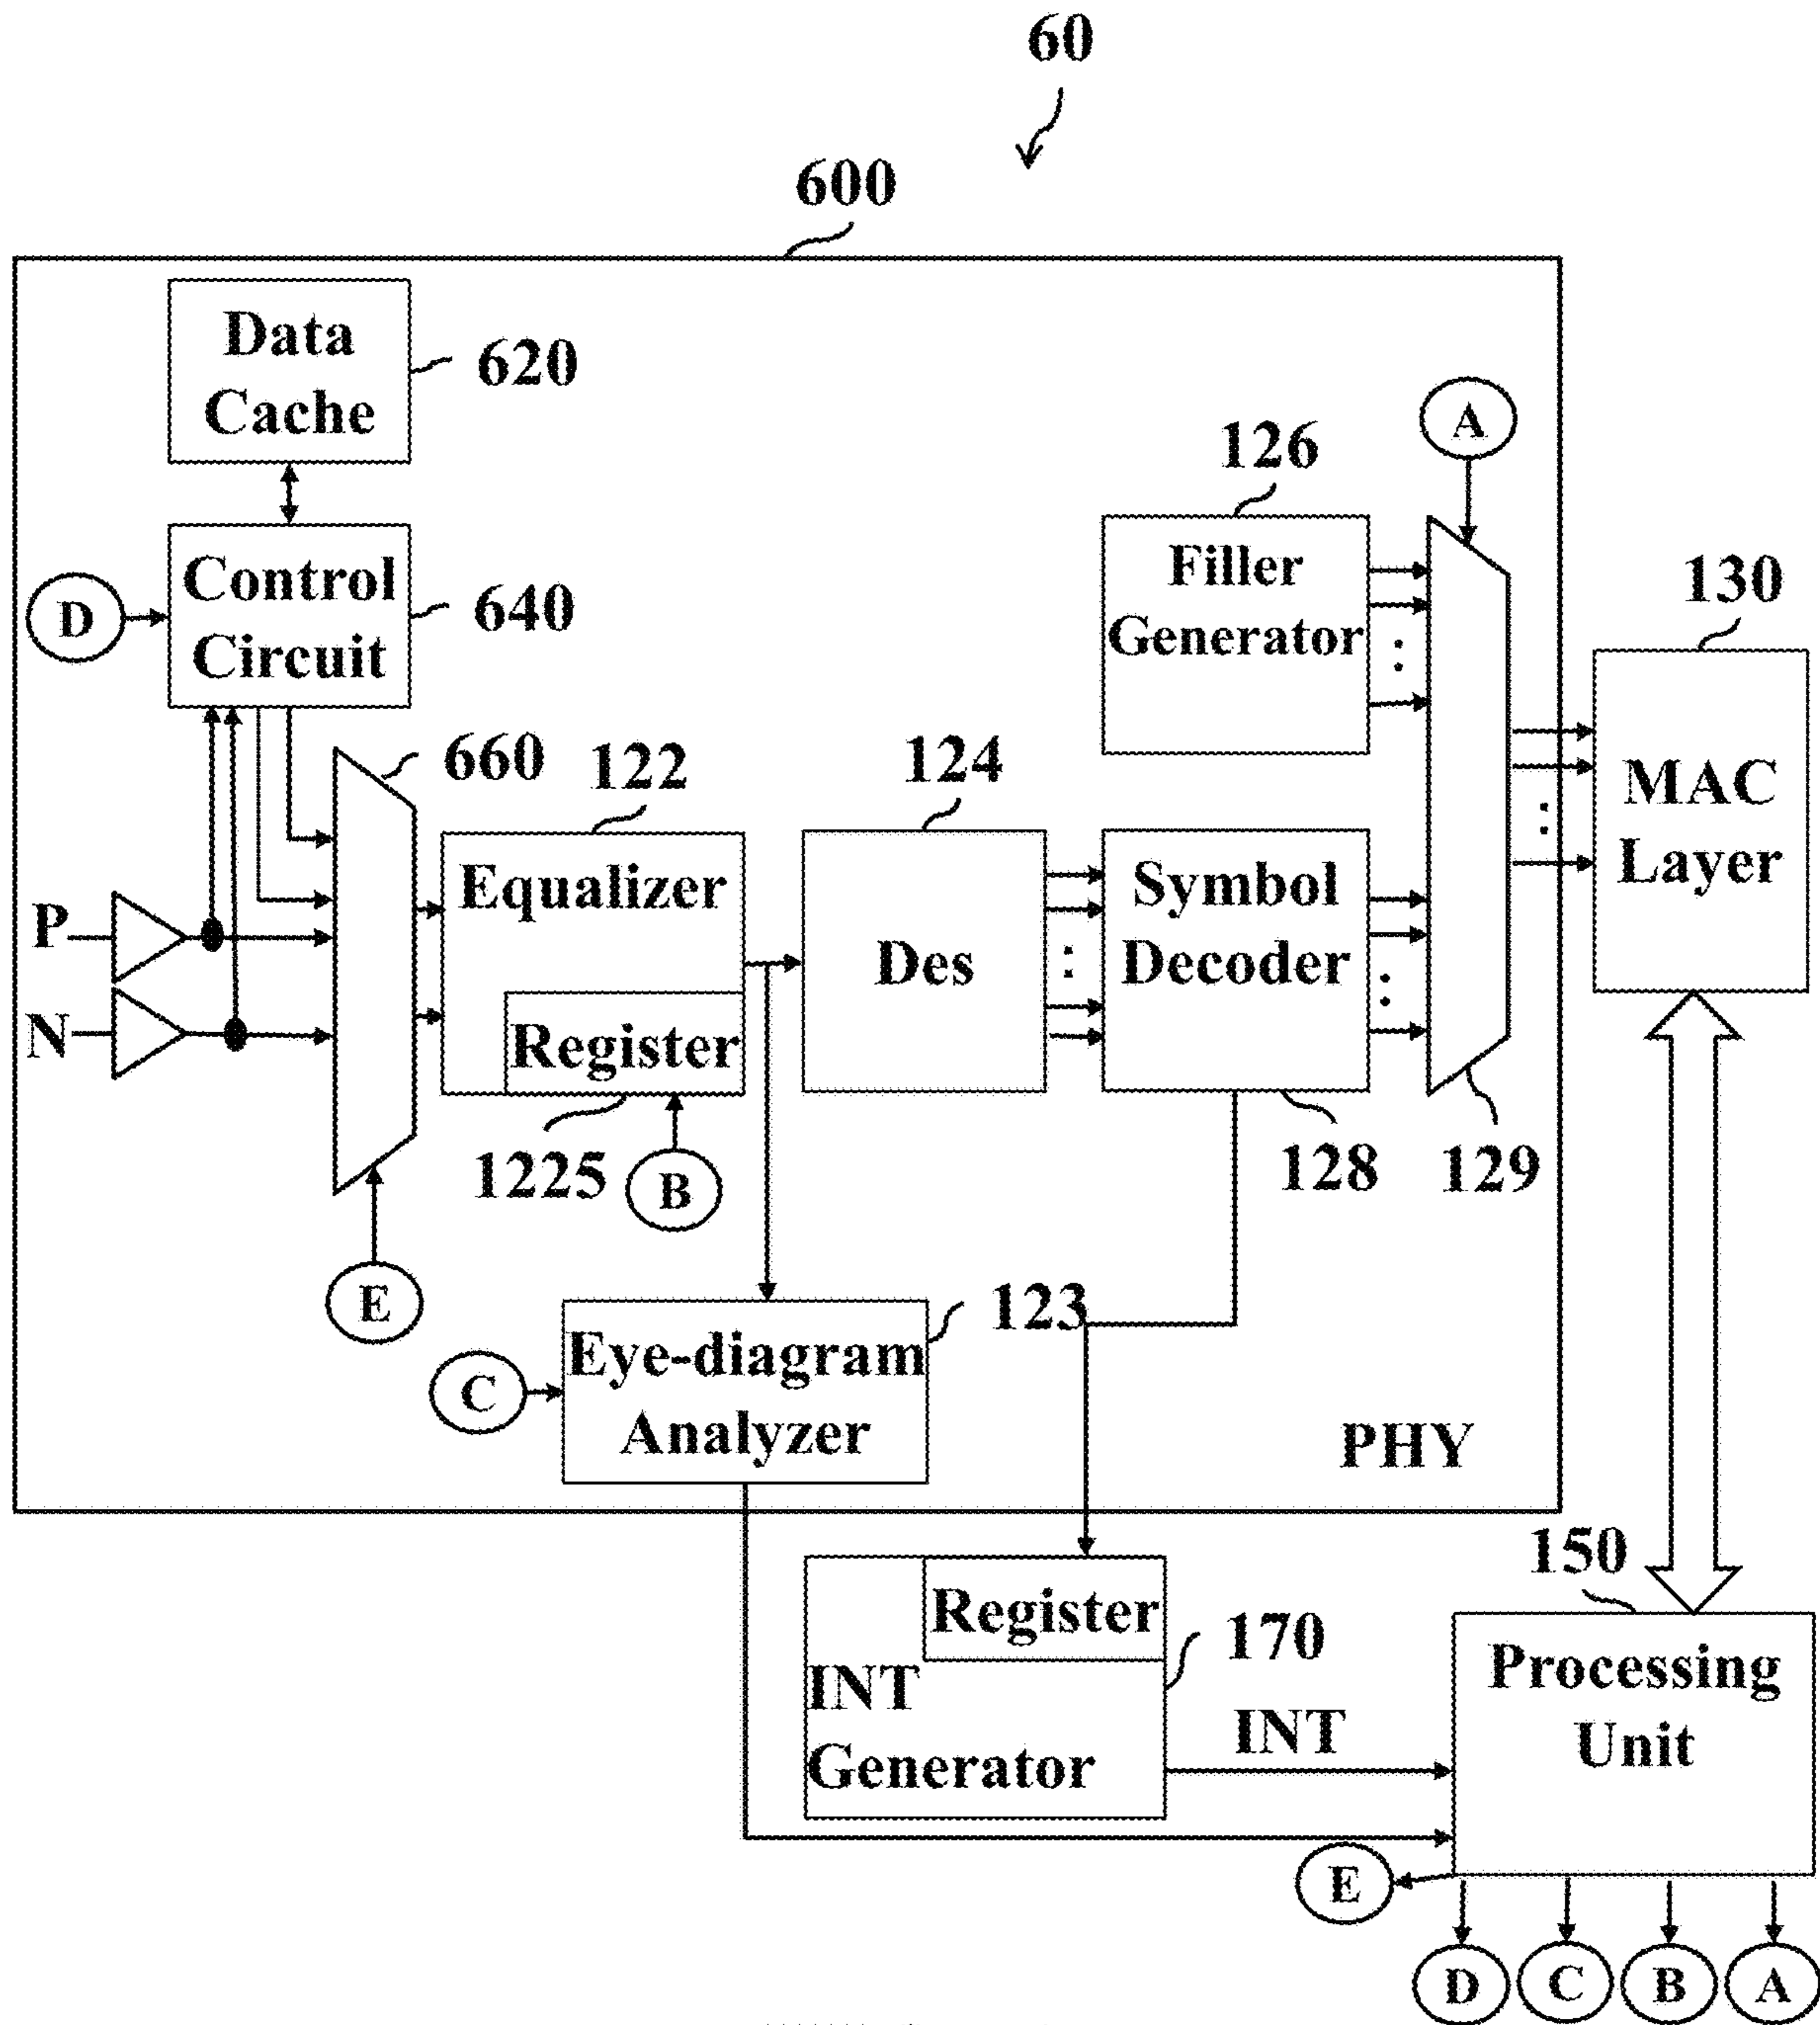 60
600
Data
Cache
620
A
126
Filler
Generator
D
Control
Circuit
640
130
MAC
Layer
660
122
124
Equalizer
Symbol
Decoder
Des
P
N
Register
1225
B
128
129
E
123
C
Eye-diagram
Analyzer
PHY
150
Register
170
INT
Generator
INT
Processing
Unit
E
D
C
B
A